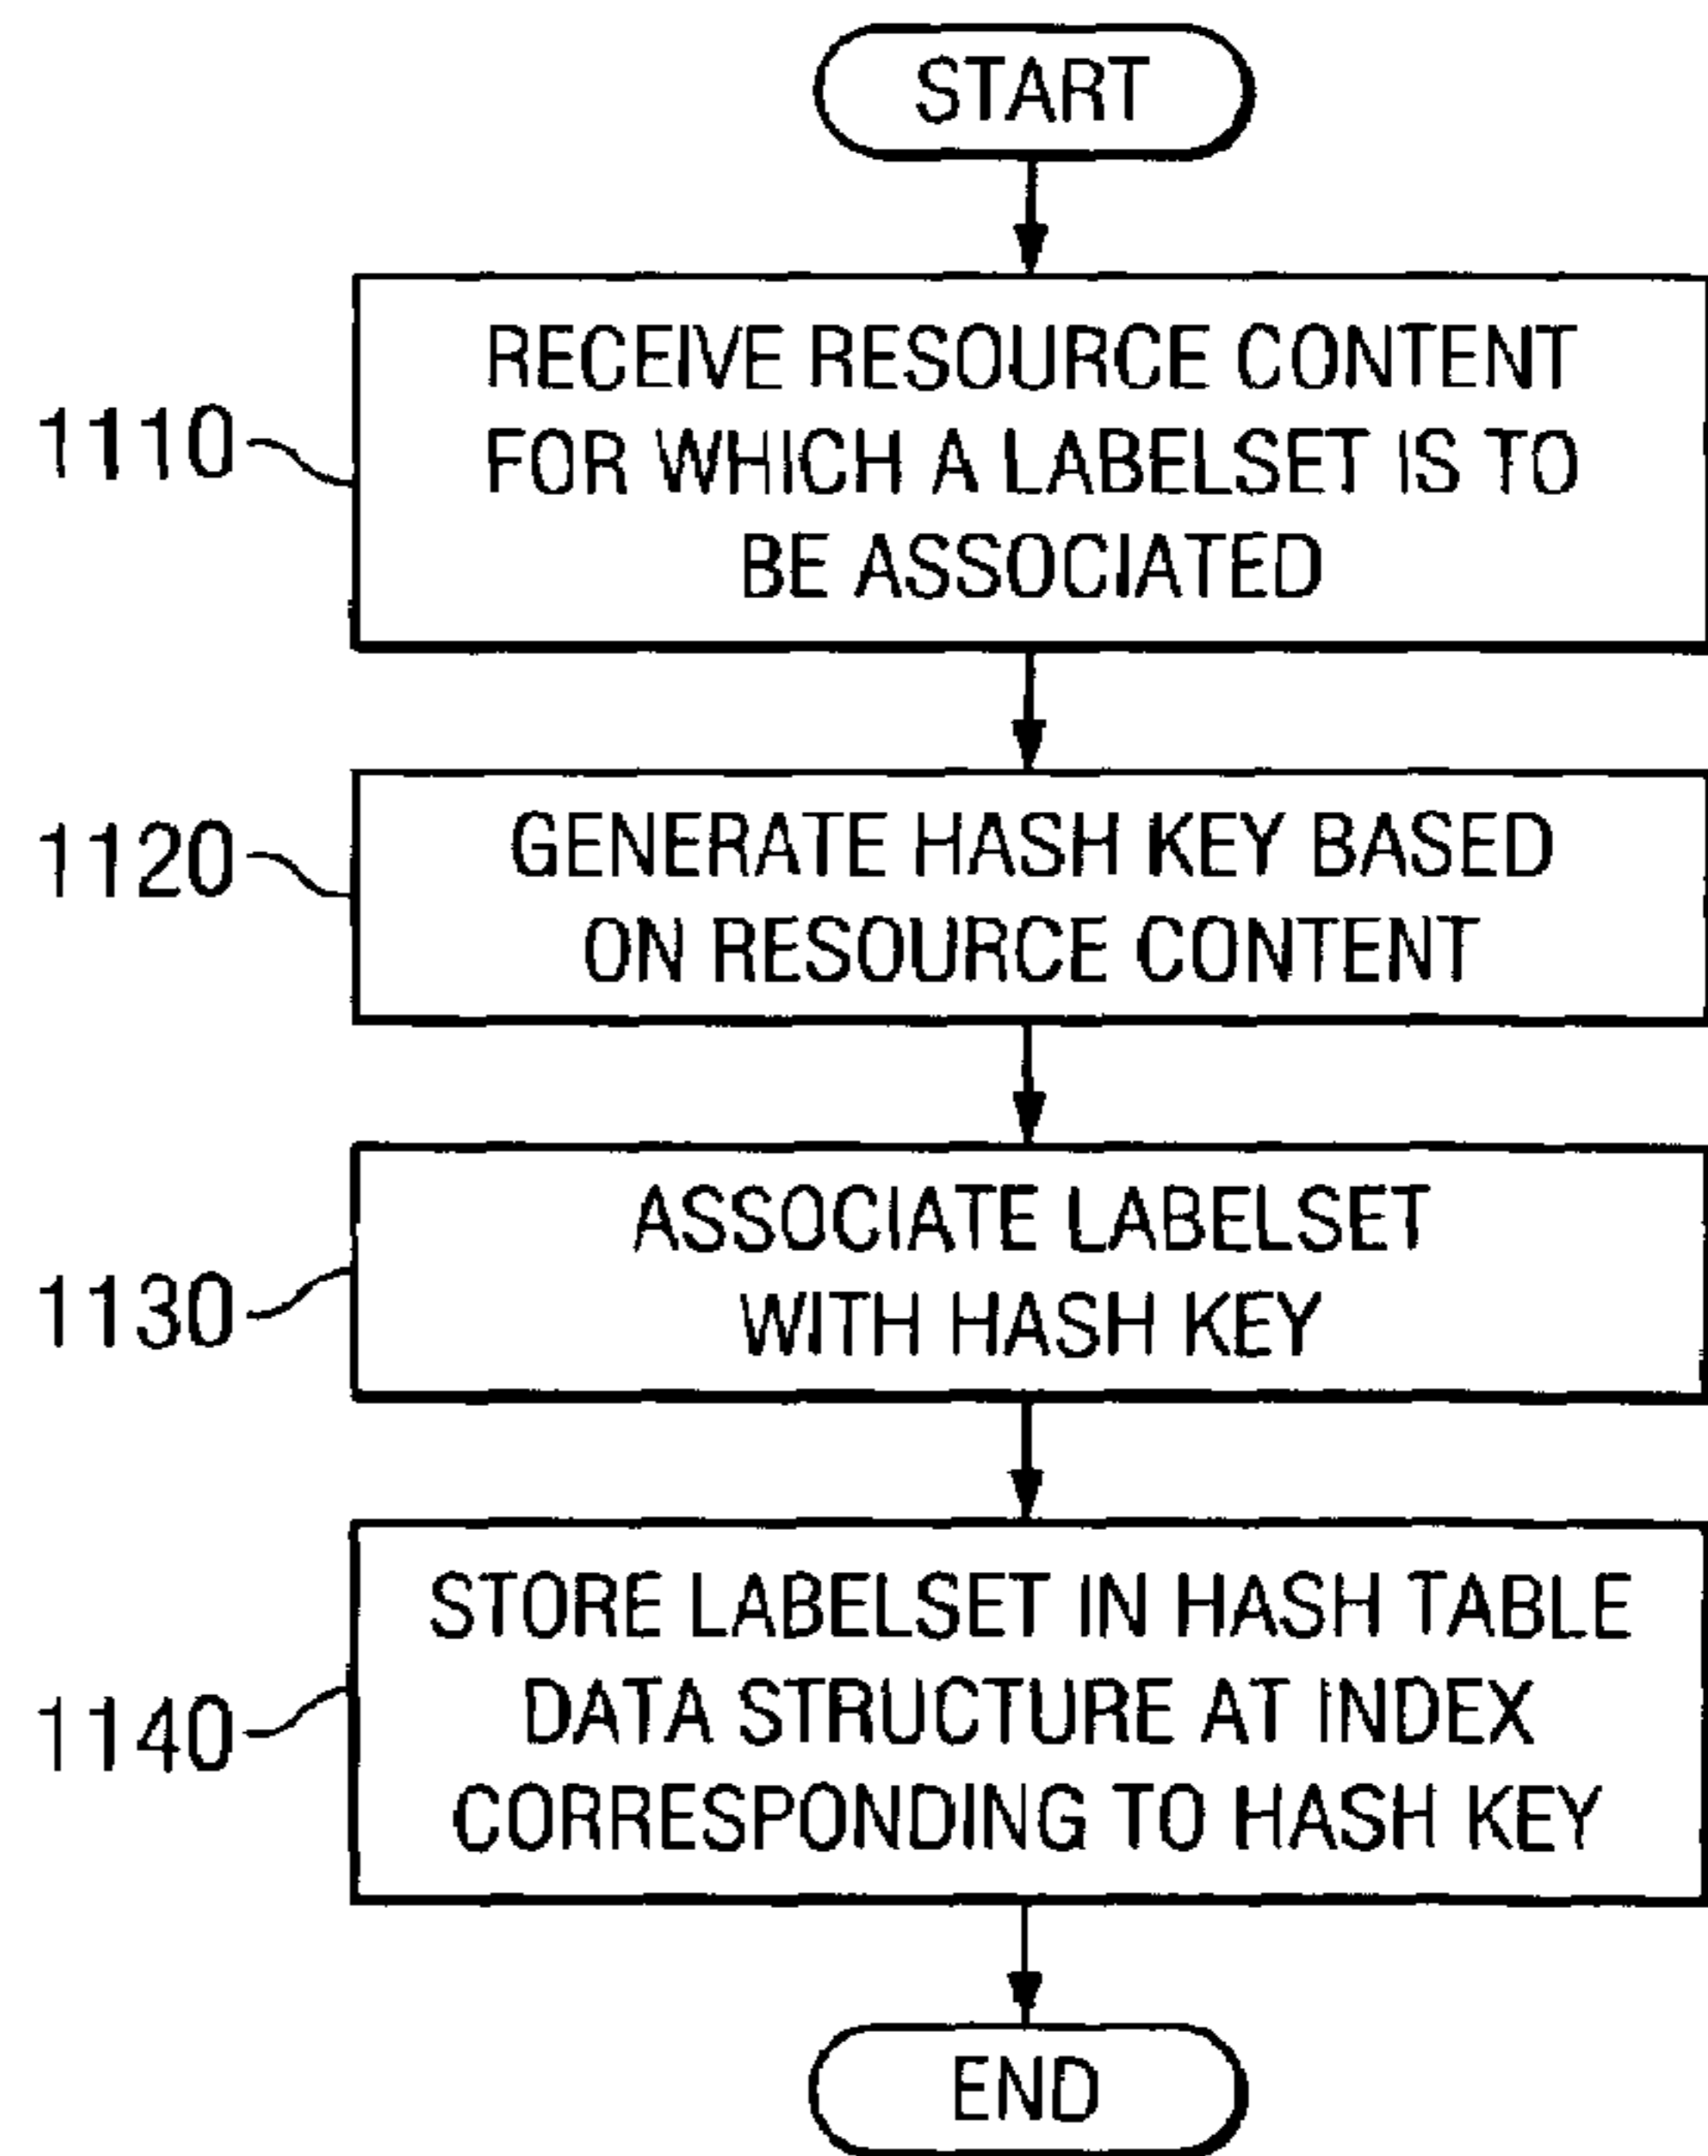 START
1110
RECEIVE RESOURCE CONTENT
FOR WHICH A LABELSET IS TO
BE ASSOCIATED
1120
GENERATE HASH KEY BASED
ON RESOURCE CONTENT
1130
ASSOCIATE LABELSET
WITH HASH KEY
1140
STORE LABELSET IN HASH TABLE
DATA STRUCTURE AT INDEX
CORRESPONDING TO HASH KEY
END